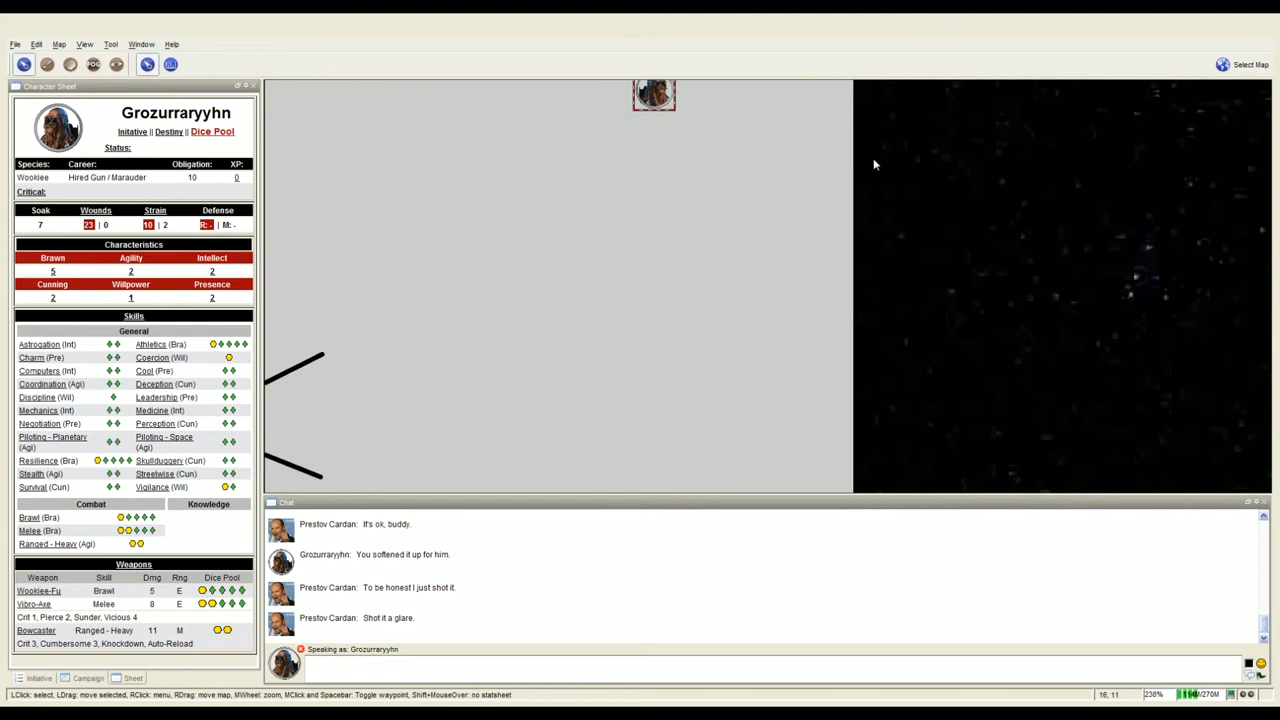 File Edit Map View Tool Window Help
FOG
Select Map
Character Sheet
Grozurraryyhn
Initative || Destiny || Dice Pool
Status:
Species: Career: Obligation: XP:
Wookiee Hired Gun / Marauder 10 0
Critical:
Soak Wounds Strain Defense
7 23 | 0 10 | 2 R: - | M: -
Characteristics
Brawn Agility Intellect
5 2 2
Cunning Willpower Presence
2 1 2
Skills
General
Astrogation (Int) Athletics (Bra)
Charm (Pre) Coercion (Wil)
Computers (Int) Cool (Pre)
Coordination (Agi) Deception (Cun)
Discipline (Wil) Leadership (Pre)
Mechanics (Int) Medicine (Int)
Negotiation (Pre) Perception (Cun)
Piloting - Planetary (Agi) Piloting - Space (Agi)
Resilience (Bra) Skullduggery (Cun)
Stealth (Agi) Streetwise (Cun)
Survival (Cun) Vigilance (Wil)
Combat Knowledge
Brawl (Bra)
Melee (Bra)
Ranged - Heavy (Agi)
Weapons
Weapon Skill Dmg Rng Dice Pool
Wookiee-Fu Brawl 5 E
Vibro-Axe Melee 8 E
Crit 1, Pierce 2, Sunder, Vicious 4
Bowcaster Ranged - Heavy 11 M
Crit 3, Cumbersome 3, Knockdown, Auto-Reload
Initiative Campaign Sheet
Chat
Prestov Cardan: It's ok, buddy.
Grozurraryyhn: You softened it up for him.
Prestov Cardan: To be honest I just shot it.
Prestov Cardan: Shot it a glare.
Speaking as: Grozurraryyhn
LClick: select, LDrag: move selected, RClick: menu, RDrag: move map, MWheel: zoom, MClick and Spacebar: Toggle waypoint, Shift+MouseOver: no statsheet
16, 11 238%